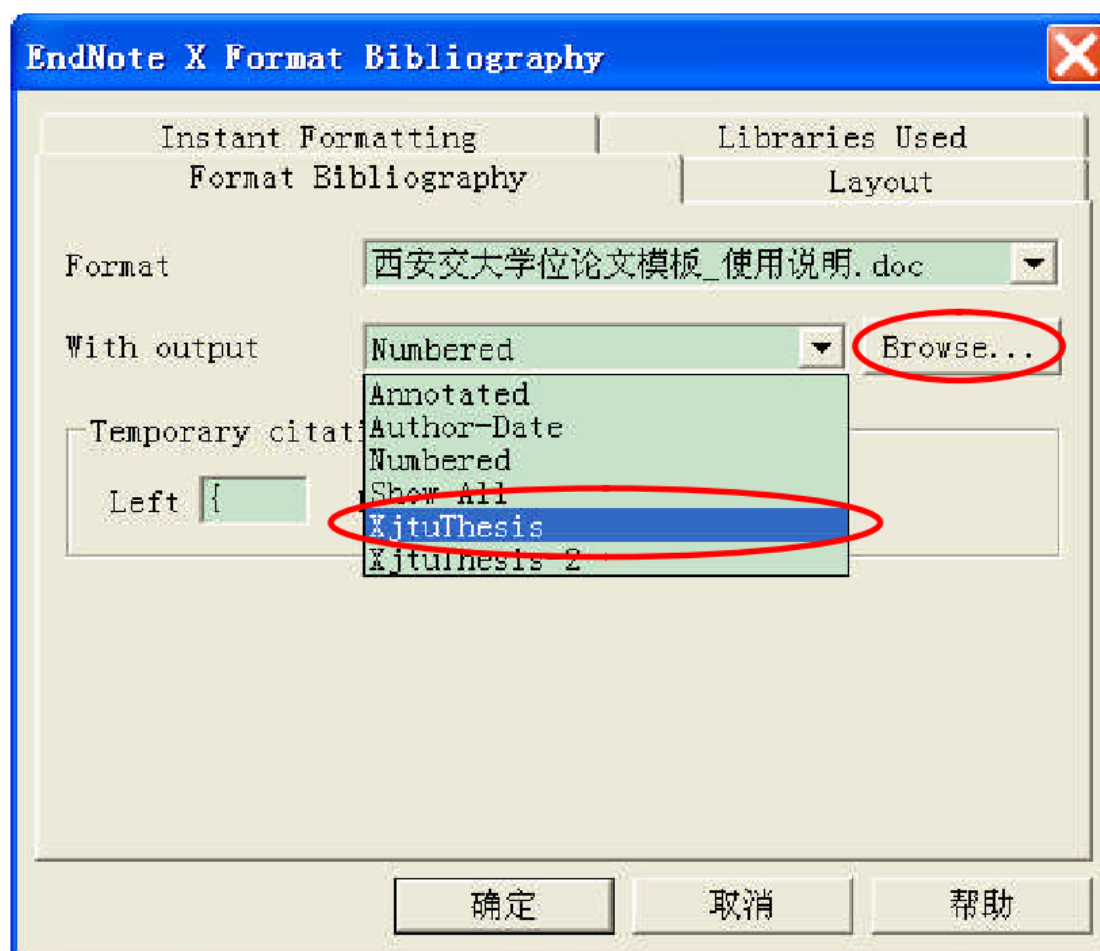 EndNote X Format Bibliography
Instant Formatting
Libraries Used
Format Bibliography
Layout
Format
西安交大学位论文模板_使用说明.doc
With output
Numbered
Browse...
Annotated
Author-Date
Numbered
Show All
XjtuThesis
XjtuThesis-2
Temporary citati
Left {
确定
取消
帮助